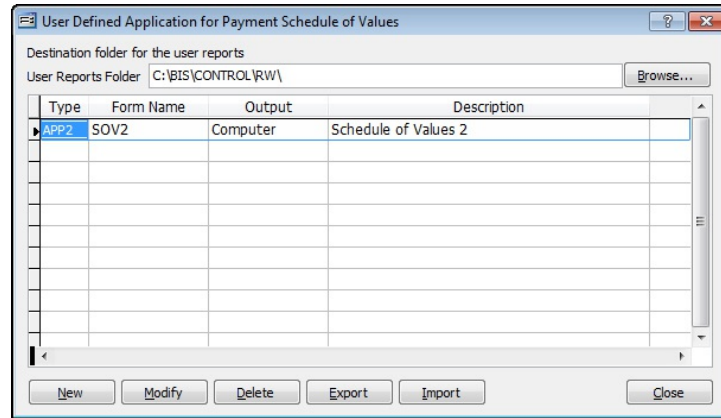 User Defined Application for Payment Schedule of Values
Destination folder for the user reports
User Reports Folder C:\BIS\CONTROL\RW\ Browse...
Type Form Name Output Description
APP2 SOV2 Computer Schedule of Values 2
New Modify Delete Export Import Close